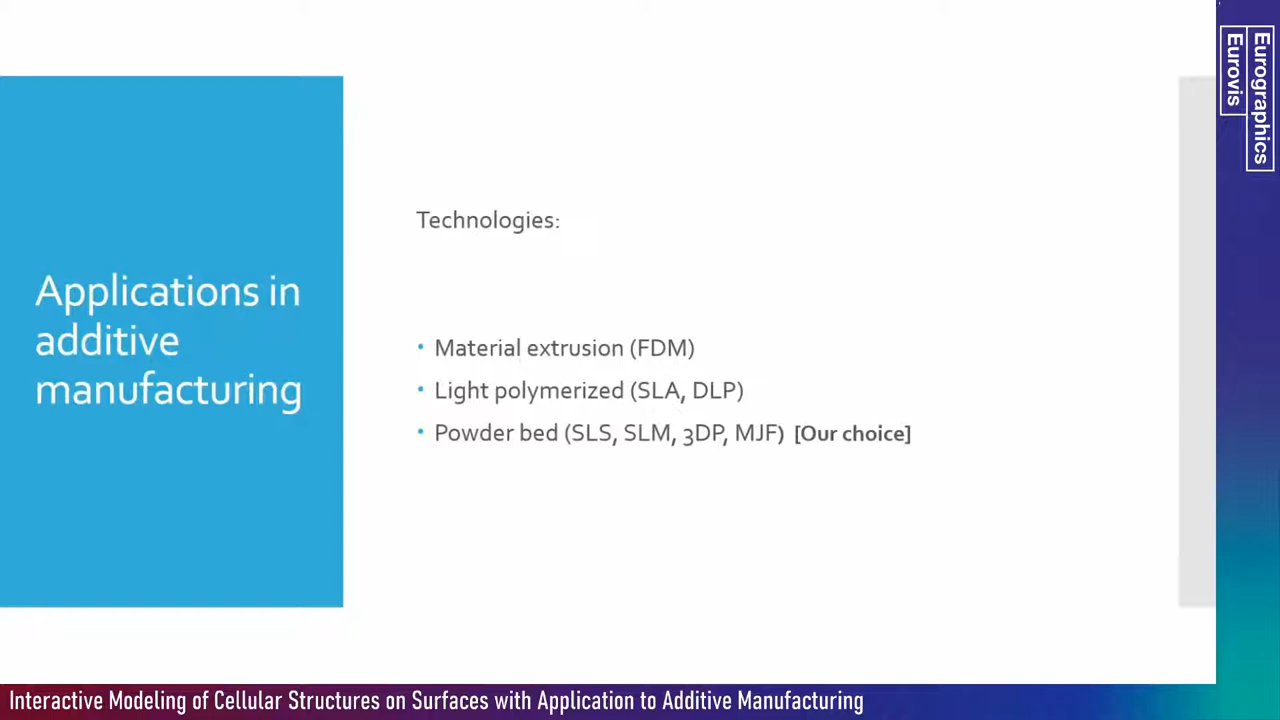 Applications in
additive
manufacturing
Technologies:
• Material extrusion (FDM)
• Light polymerized (SLA, DLP)
• Powder bed (SLS, SLM, 3DP, MJF) [Our choice]
Eurographics
Eurovis
Interactive Modeling of Cellular Structures on Surfaces with Application to Additive Manufacturing